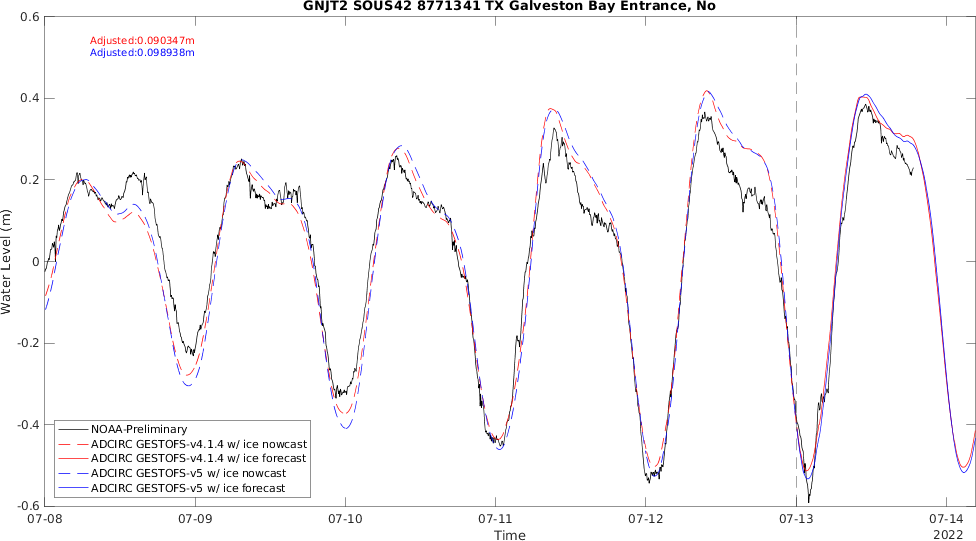 GNJT2 SOUS42 8771341 TX Galveston Bay Entrance, No
Adjusted:0.090347m
Adjusted:0.098938m
0.6
0.4
0.2
0
-0.2
-0.4
-0.6
Water Level (m)
NOAA-Preliminary
ADCIRC GESTOFS-v4.1.4 w/ ice nowcast
ADCIRC GESTOFS-v4.1.4 w/ ice forecast
ADCIRC GESTOFS-v5 w/ ice nowcast
ADCIRC GESTOFS-v5 w/ ice forecast
07-08 07-09 07-10 07-11 07-12 07-13 07-14
Time
2022